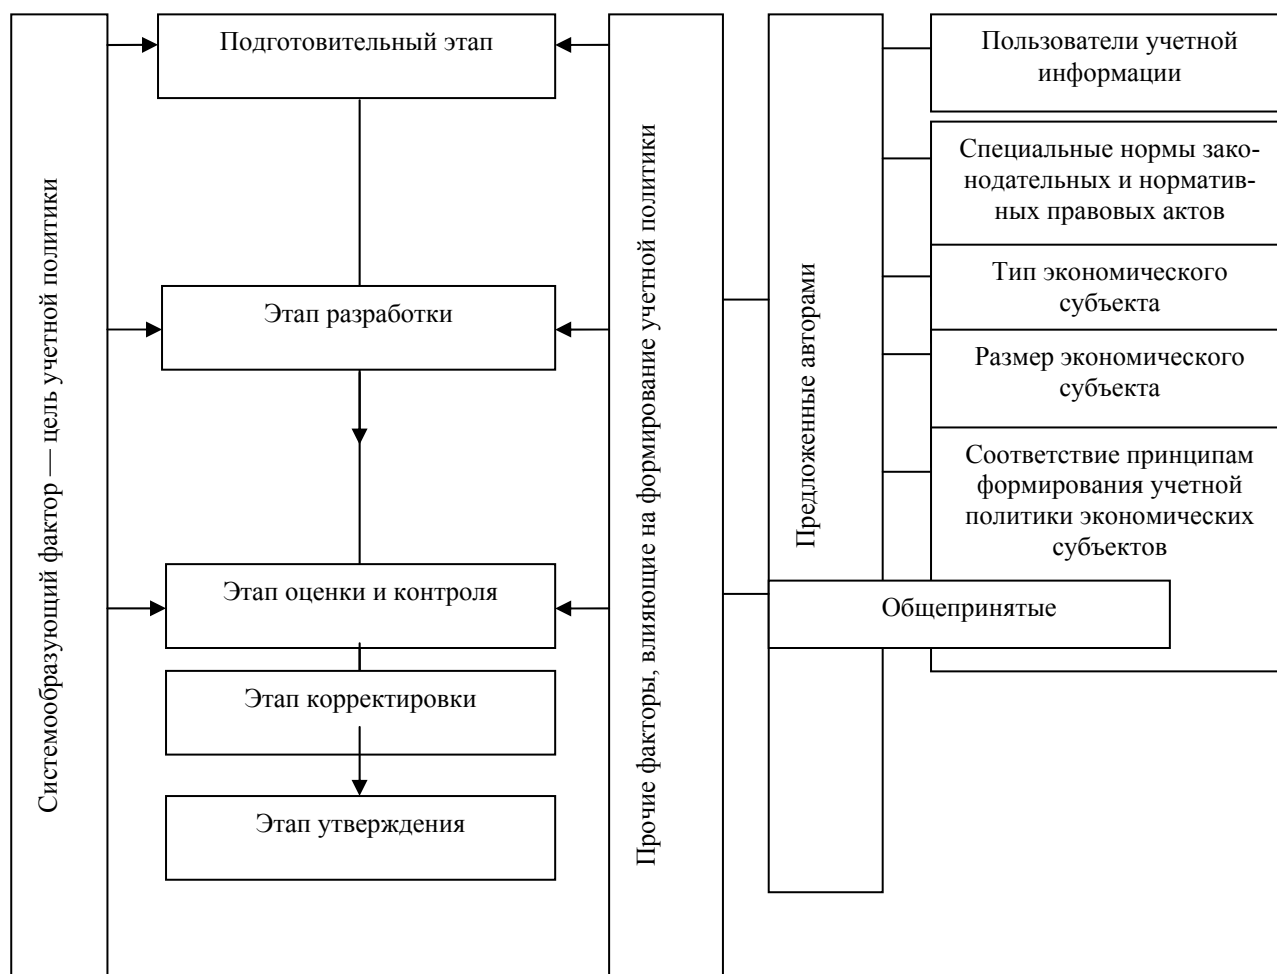 Системообразующий фактор — цель учетной политики
Подготовительный этап
Этап разработки
Этап оценки и контроля
Этап корректировки
Этап утверждения
Прочие факторы, влияющие на формирование учетной политики
Предложенные авторами
Общепринятые
Пользователи учетной
информации
Специальные нормы зако-
нодательных и норматив-
ных правовых актов
Тип экономического
субъекта
Размер экономического
субъекта
Соответствие принципам
формирования учетной
политики экономических
субъектов